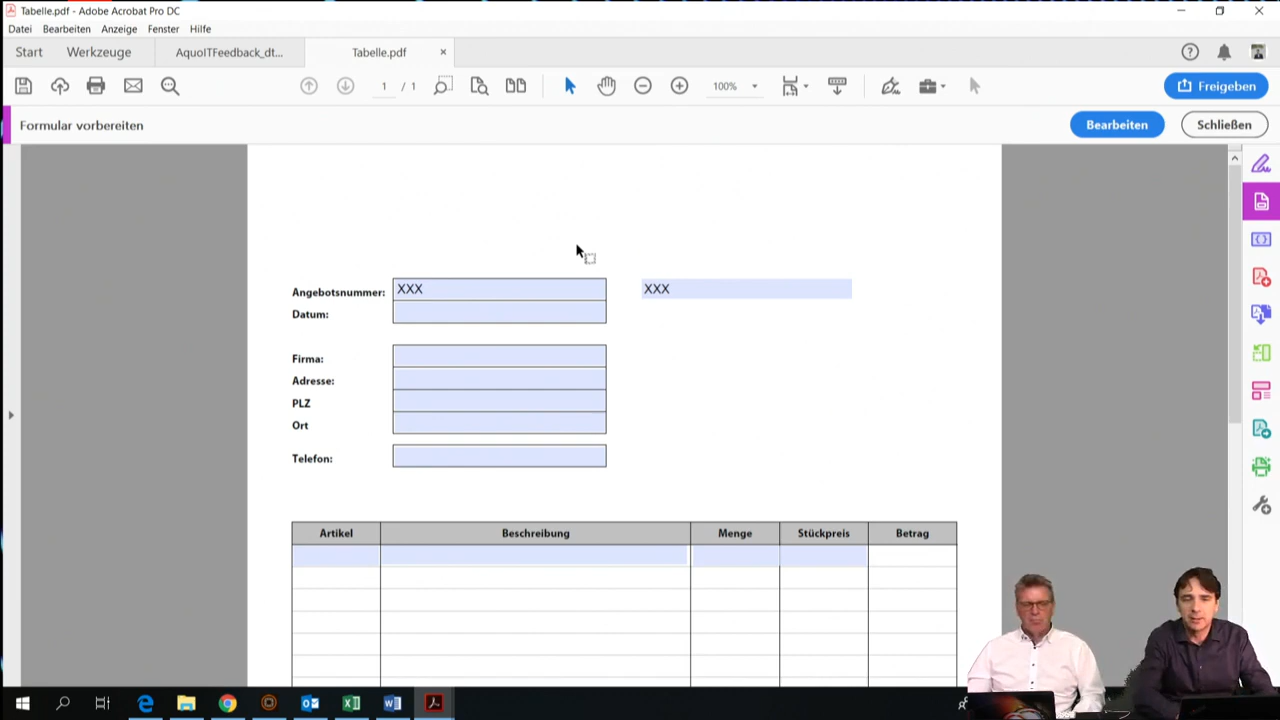 Tabelle.pdf - Adobe Acrobat Pro DC
Datei Bearbeiten Anzeige Fenster Hilfe
Start Werkzeuge AquoITFeedback_dt... Tabelle.pdf ×
1 / 1 100% Freigeben
Formular vorbereiten Bearbeiten Schließen
Angebotsnummer: XXX XXX
Datum:
Firma:
Adresse:
PLZ
Ort
Telefon:
Artikel Beschreibung Menge Stückpreis Betrag